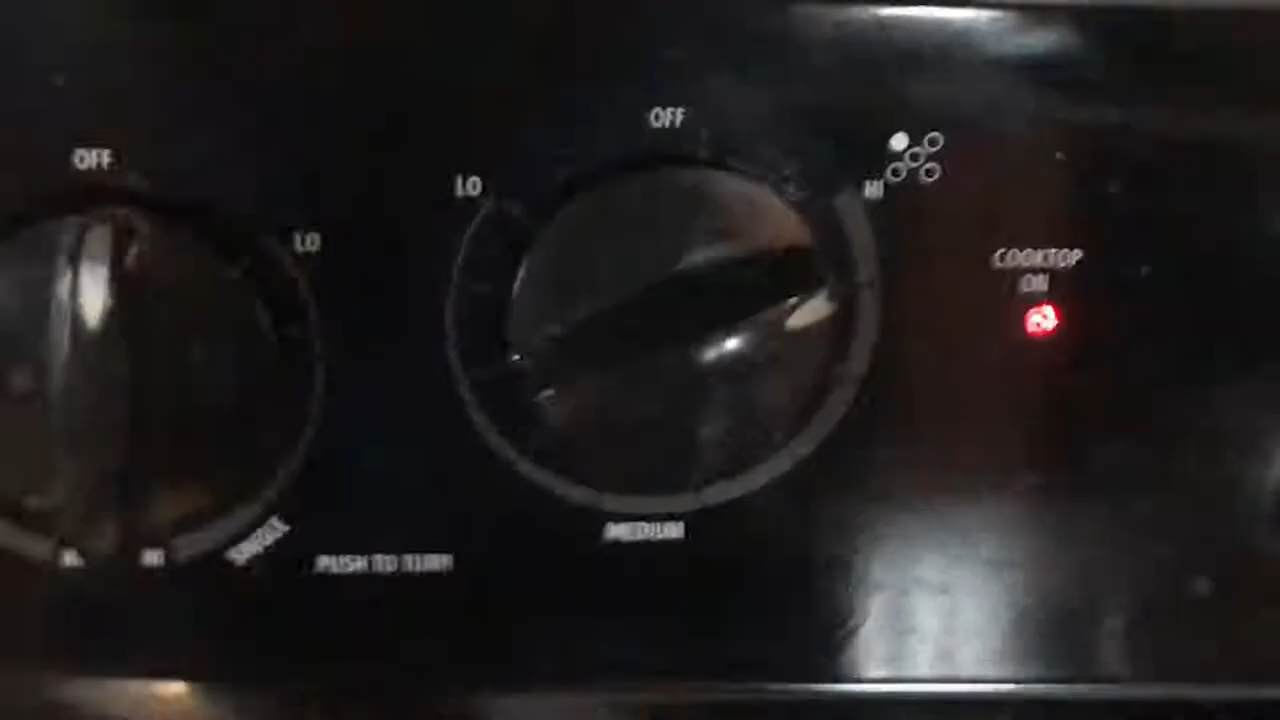 OFF
LO
HI
SINGLE
PUSH TO TURN
OFF
LO
HI
MEDIUM
COOKTOP
ON